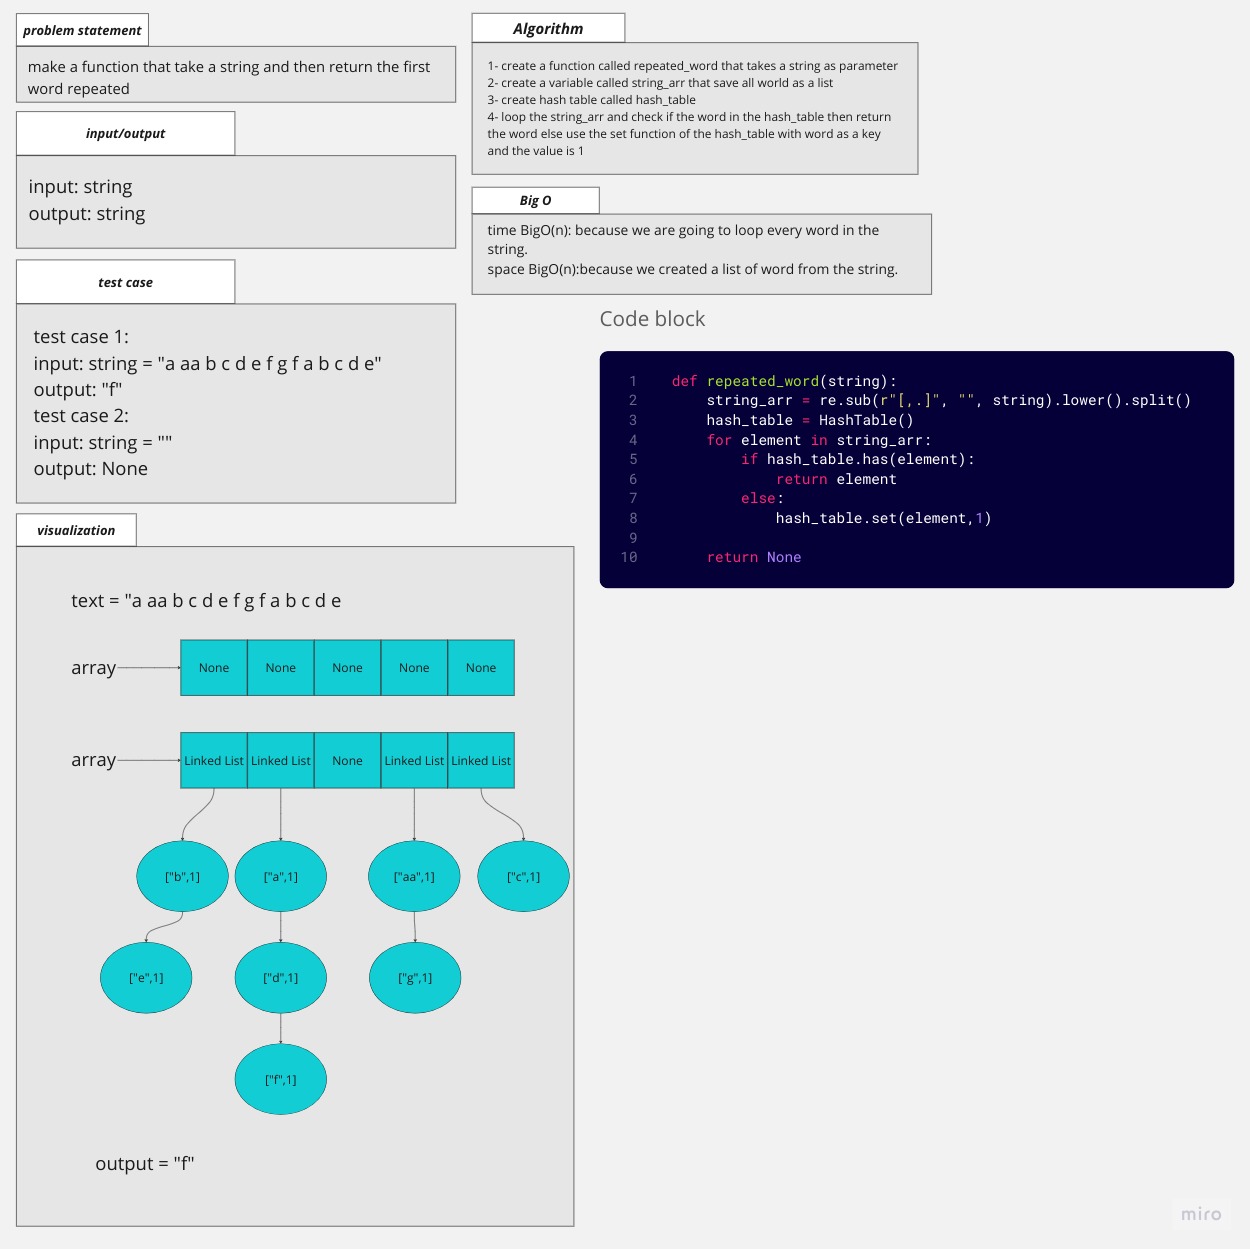 problem statement
make a function that take a string and then return the first
word repeated
input/output
input: string
output: string
test case
test case 1:
input: string = "a aa b c d e f g f a b c d e"
output: "f"
test case 2:
input: string = ""
output: None
visualization
text = "a aa b c d e f g f a b c d e
array
None None None None None
array
Linked List Linked List None Linked List Linked List
["b",1] ["a",1] ["aa",1] ["c",1]
["e",1] ["d",1] ["g",1]
["f",1]
output = "f"
Algorithm
1- create a function called repeated_word that takes a string as parameter
2- create a variable called string_arr that save all world as a list
3- create hash table called hash_table
4- loop the string_arr and check if the word in the hash_table then return
the word else use the set function of the hash_table with word as a key
and the value is 1
Big O
time BigO(n): because we are going to loop every word in the
string.
space BigO(n):because we created a list of word from the string.
Code block
1 def repeated_word(string):
2 string_arr = re.sub(r"[,.]", "", string).lower().split()
3 hash_table = HashTable()
4 for element in string_arr:
5 if hash_table.has(element):
6 return element
7 else:
8 hash_table.set(element,1)
9
10 return None
miro